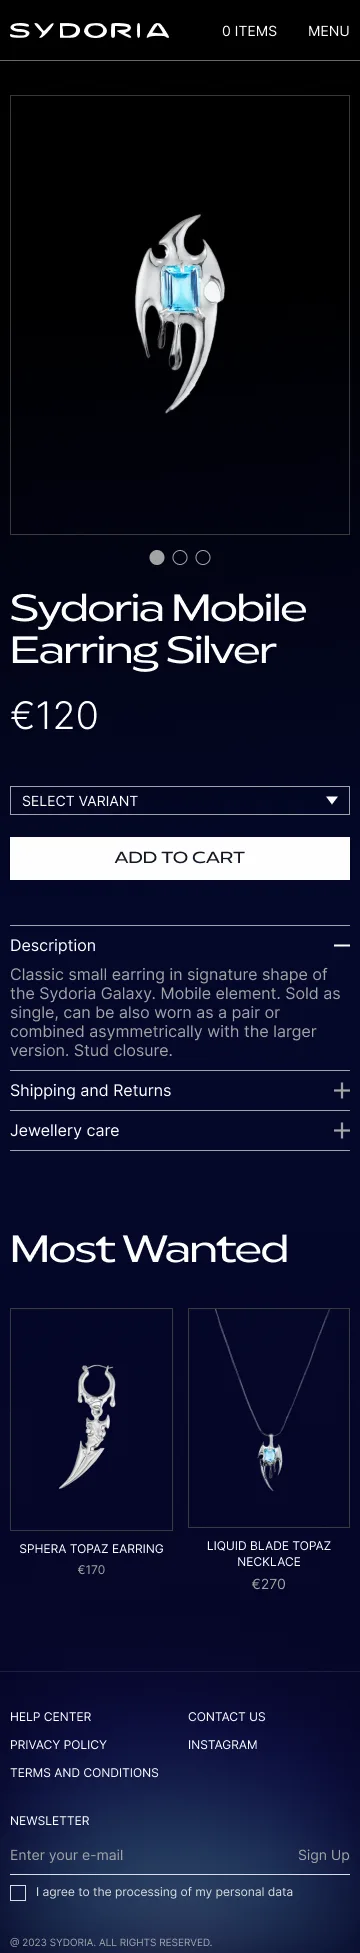 SYDORIA
0 ITEMS
MENU
Sydoria Mobile
Earring Silver
€120
SELECT VARIANT
ADD TO CART
Description
Classic small earring in signature shape of
the Sydoria Galaxy. Mobile element. Sold as
single, can be also worn as a pair or
combined asymmetrically with the larger
version. Stud closure.
Shipping and Returns
Jewellery care
Most Wanted
SPHERA TOPAZ EARRING
€170
LIQUID BLADE TOPAZ
NECKLACE
€270
HELP CENTER
CONTACT US
PRIVACY POLICY
INSTAGRAM
TERMS AND CONDITIONS
NEWSLETTER
Enter your e-mail
Sign Up
I agree to the processing of my personal data
@ 2023 SYDORIA. ALL RIGHTS RESERVED.